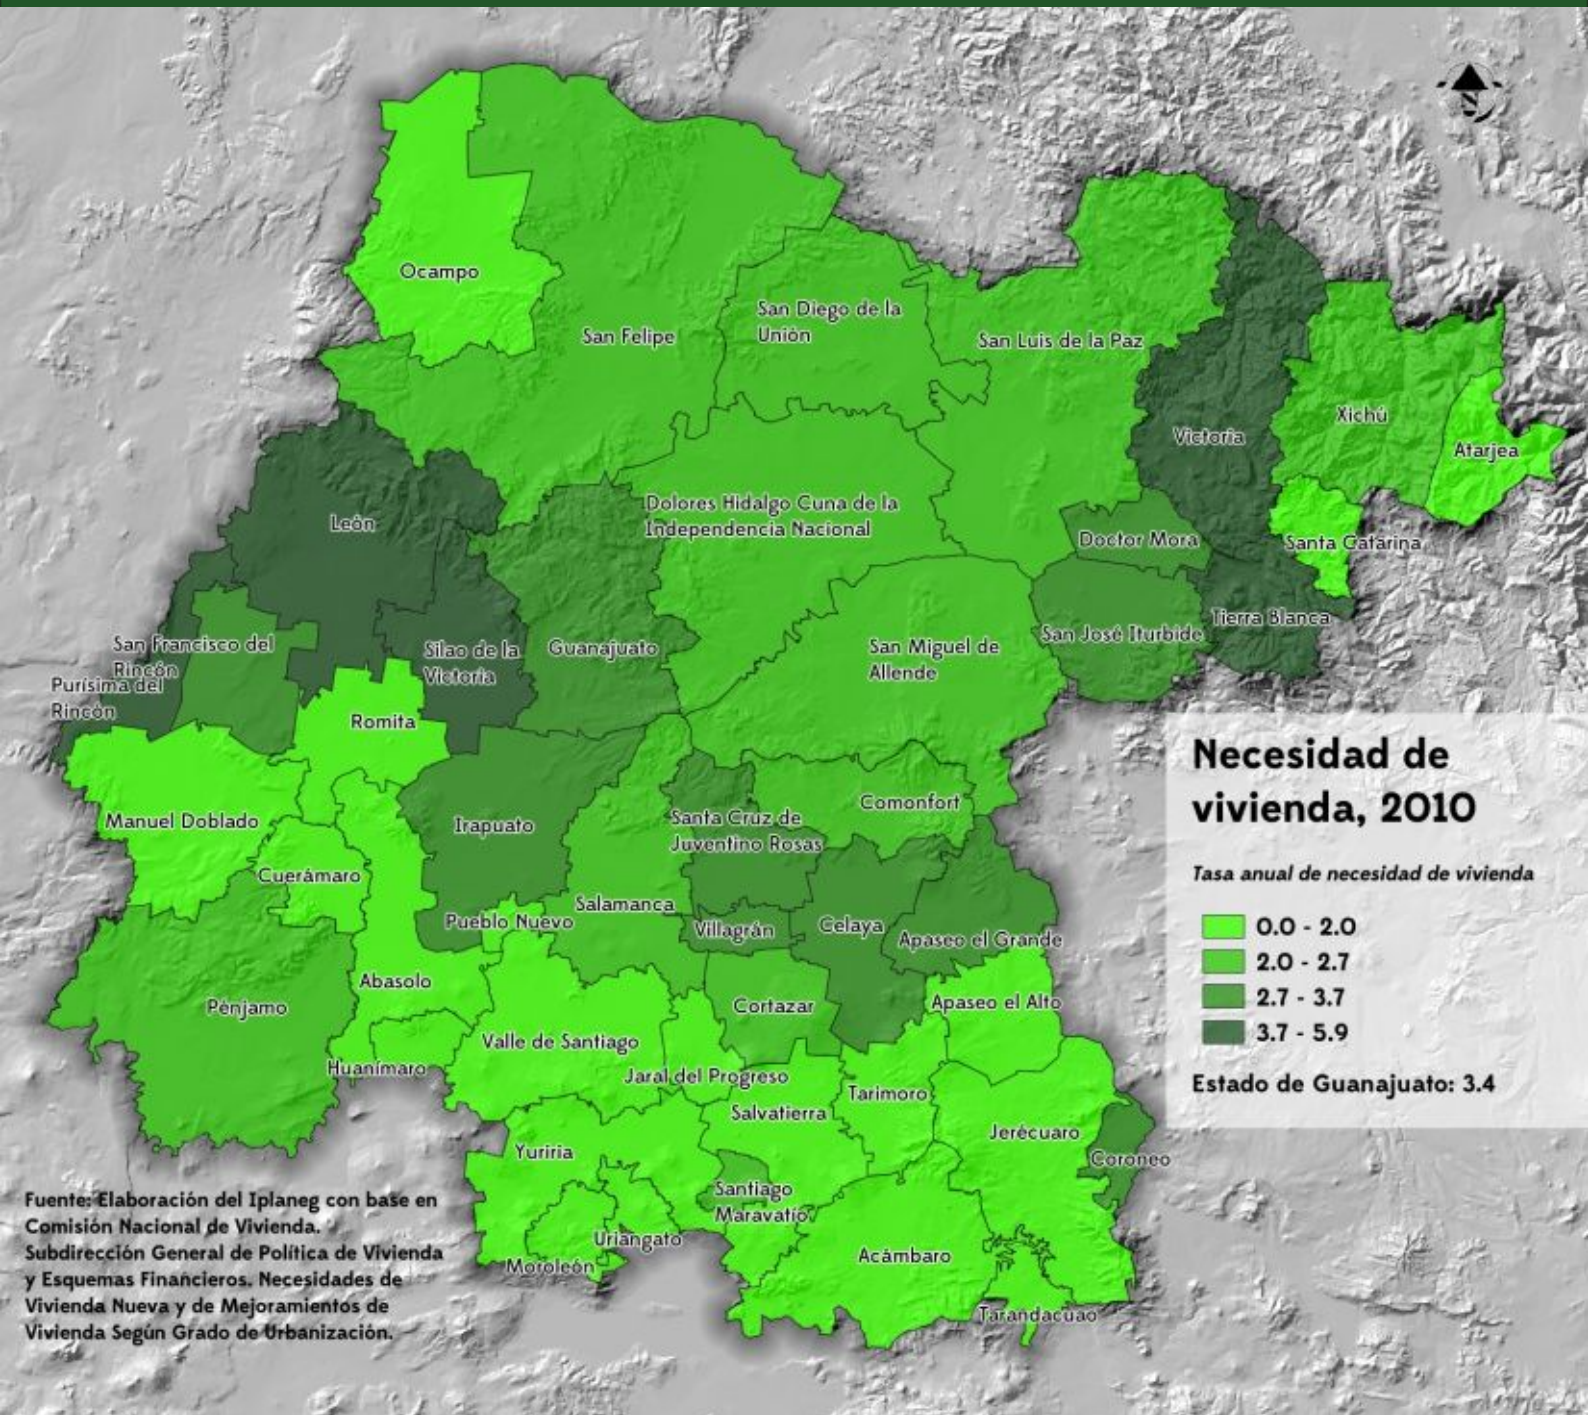 Ocampo
San Felipe
San Diego de la
Unión
San Luis de la Paz
Victoria
Xichú
Atarjea
León
Dolores Hidalgo Cuna de la
Independencia Nacional
Doctor Mora
Santa Catarina
San Francisco del
Rincón
Purísima del
Rincón
Silao de la
Victoria
Guanajuato
San Miguel de
Allende
San José Iturbide
Tierra Blanca
Romita
Manuel Doblado
Irapuato
Santa Cruz de
Juventino Rosas
Comonfort
Cuerámaro
Pueblo Nuevo
Salamanca
Villagrán
Celaya
Apaseo el Grande
Abasolo
Pénjamo
Cortazar
Apaseo el Alto
Valle de Santiago
Huanímaro
Jaral del Progreso
Salvatierra
Tarimoro
Jerécuaro
Coroneo
Yuriria
Santiago
Maravatío
Uriangato
Moroleón
Acámbaro
Tarandacuao
Necesidad de
vivienda, 2010
Tasa anual de necesidad de vivienda
0.0 - 2.0
2.0 - 2.7
2.7 - 3.7
3.7 - 5.9
Estado de Guanajuato: 3.4
Fuente: Elaboración del Iplaneg con base en
Comisión Nacional de Vivienda.
Subdirección General de Política de Vivienda
y Esquemas Financieros. Necesidades de
Vivienda Nueva y de Mejoramientos de
Vivienda Según Grado de Urbanización.